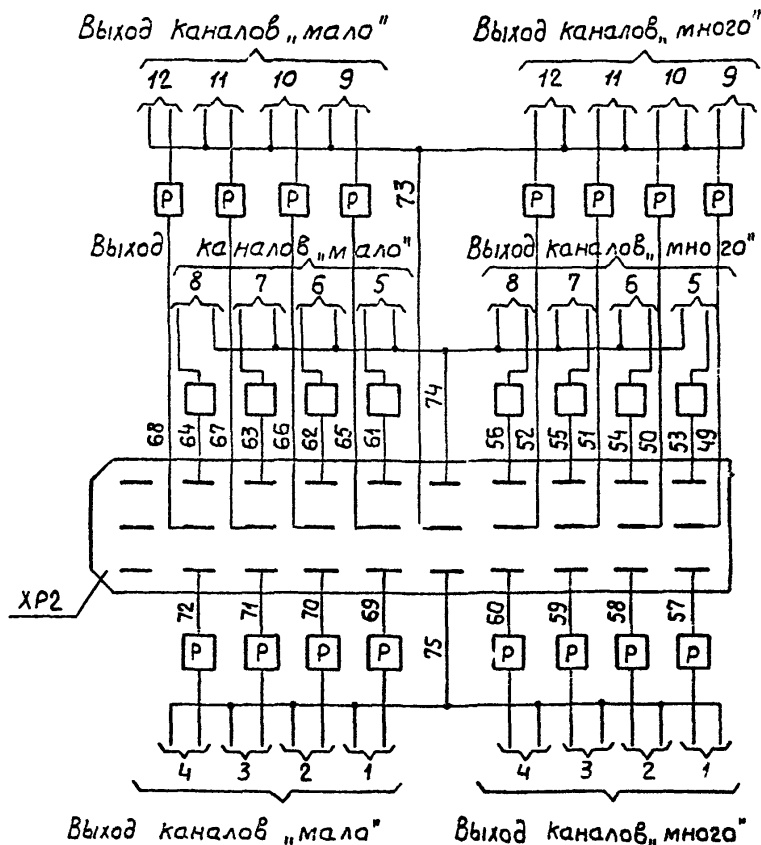 Выход каналов „мало" Выход каналов „много"
12 11 10 9 12 11 10 9
73
Р Р Р Р Р Р Р Р
Выход каналов „мало" Выход каналов „много"
8 7 6 5 8 7 6 5
74
68 64 67 63 66 62 65 61 56 52 55 51 54 50 53 49
ХР2
72 71 70 69 75 60 59 58 57
Р Р Р Р Р Р Р Р
4 3 2 1 4 3 2 1
Выход каналов „мало" Выход каналов „много"